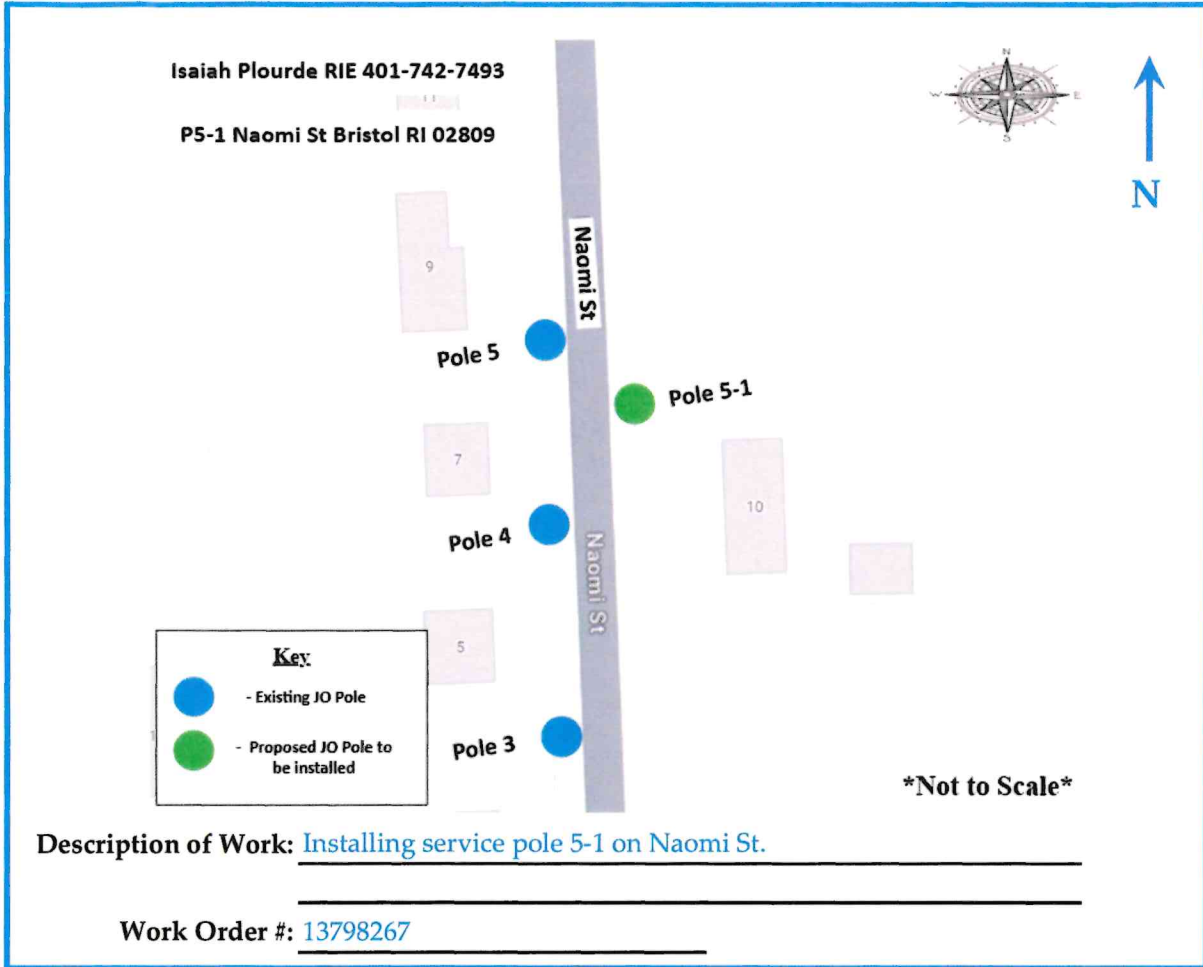 Isaiah Plourde RIE 401-742-7493
11
P5-1 Naomi St Bristol RI 02809
N
W
E
S
N
9
Naomi St
Pole 5
Pole 5-1
7
10
Pole 4
Naomi St
5
Key
- Existing JO Pole
- Proposed JO Pole to
be installed
Pole 3
*Not to Scale*
Description of Work: Installing service pole 5-1 on Naomi St.
Work Order #: 13798267